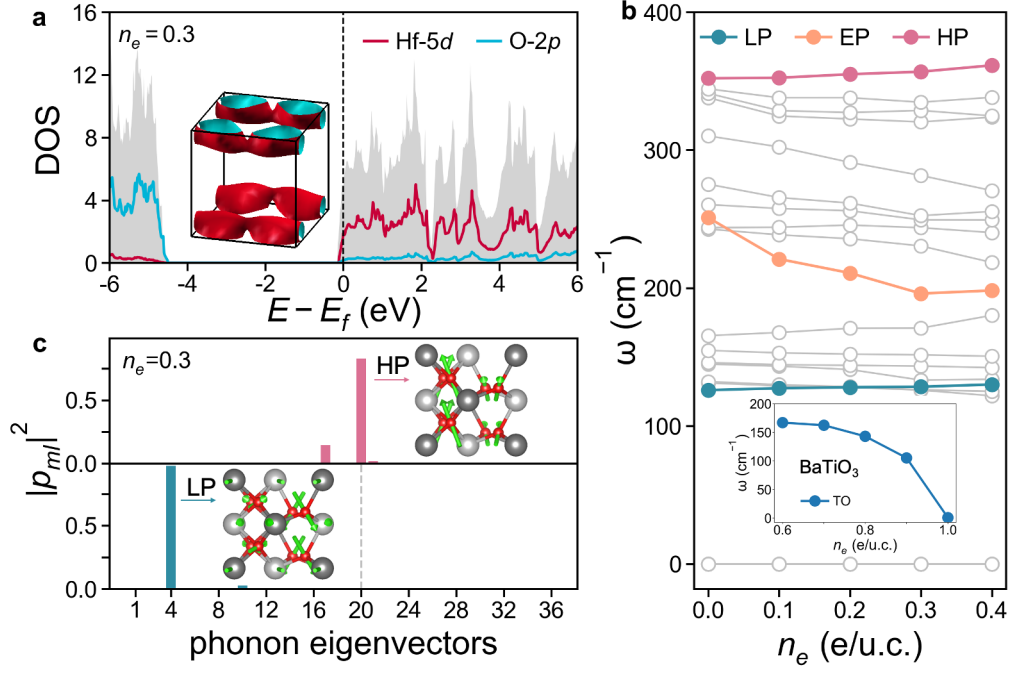 a
n_e = 0.3
Hf-5d
O-2p
DOS
16
12
8
4
0
-6 -4 -2 0 2 4 6
E − E_f (eV)
b
LP EP HP
ω (cm⁻¹)
400
300
200
100
0
0.0 0.1 0.2 0.3 0.4
n_e (e/u.c.)
ω (cm⁻¹)
200
150
100
50
0
BaTiO₃
TO
0.6 0.8 1.0
n_e (e/u.c.)
c
n_e=0.3
HP
LP
|p_ml|²
0.5
0.0
0.5
0.0
1 4 8 12 16 20 24 28 32 36
phonon eigenvectors